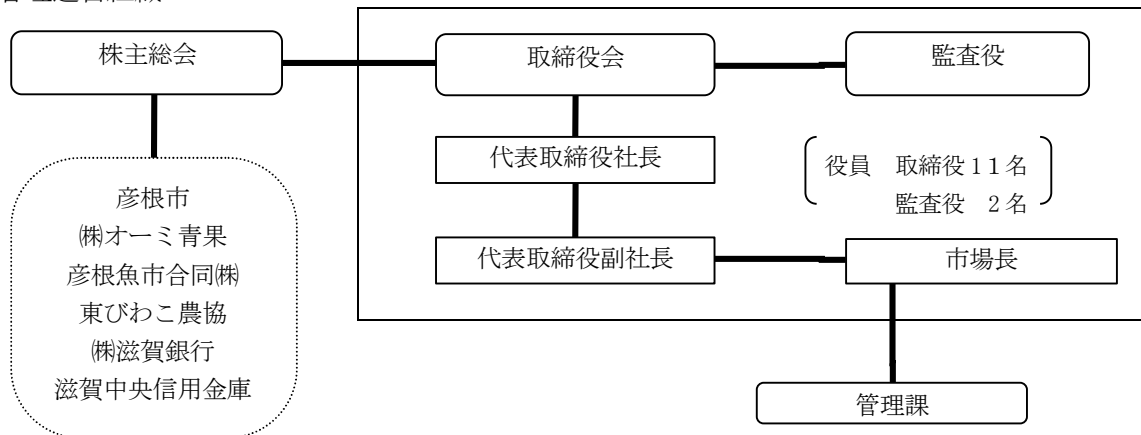 株主総会
取締役会
監査役
代表取締役社長
役員 取締役11名
監査役 2名
代表取締役副社長
市場長
彦根市
㈱オーミ青果
彦根魚市合同㈱
東びわこ農協
㈱滋賀銀行
滋賀中央信用金庫
管理課